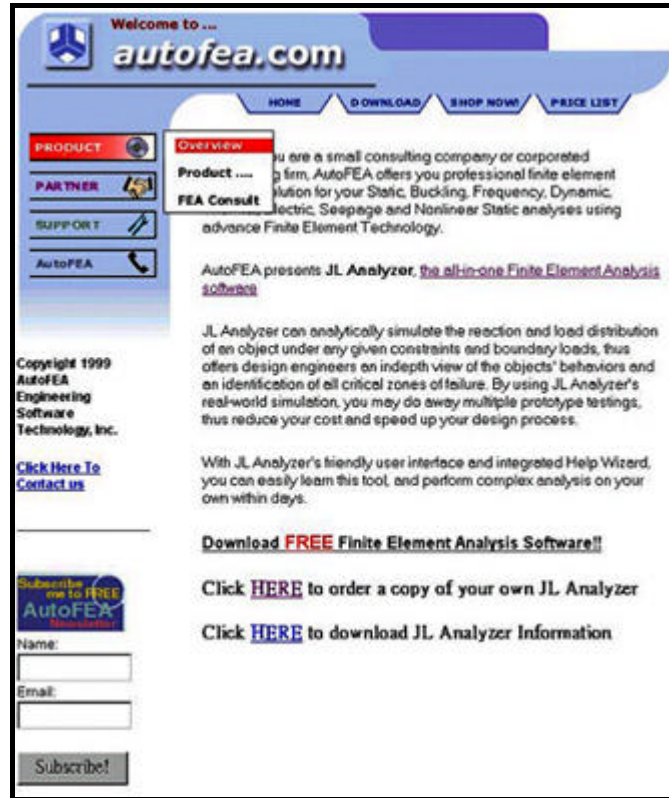 Welcome to ...
autofea.com
HOME
DOWNLOAD
SHOP NOW!
PRICE LIST
PRODUCT
PARTNER
SUPPORT
AutoFEA
Overview
Product ....
FEA Consult
u are a small consulting company or corporated
g firm, AutoFEA offers you professional finite element
olution for your Static, Buckling, Frequency, Dynamic,
lectric, Seepage and Nonlinear Static analyses using
advance Finite Element Technology.
AutoFEA presents JL Analyzer, the all-in-one Finite Element Analysis
software
JL Analyzer can analytically simulate the reaction and load distribution
of an object under any given constraints and boundary loads, thus
offers design engineers an indepth view of the objects' behaviors and
an identification of all critical zones of failure. By using JL Analyzer's
real-world simulation, you may do away multiple prototype testings,
thus reduce your cost and speed up your design process.
With JL Analyzer's friendly user interface and integrated Help Wizard,
you can easily learn this tool, and perform complex analysis on your
own within days.
Download FREE Finite Element Analysis Software!!
Click HERE to order a copy of your own JL Analyzer
Click HERE to download JL Analyzer Information
Copyright 1999
AutoFEA
Engineering
Software
Technology, Inc.
Click Here To
Contact us
Subscribe
me to FREE
AutoFEA
Newsletter
Name:
Email:
Subscribe!